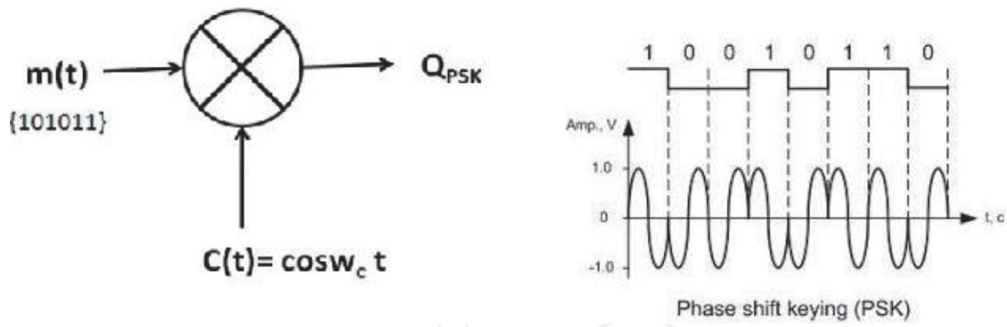 m(t)
{101011}
Q_PSK
C(t)= cosw_c t
1 0 0 1 0 1 1 0
Amp., V
1.0
0
-1.0
t, c
Phase shift keying (PSK)